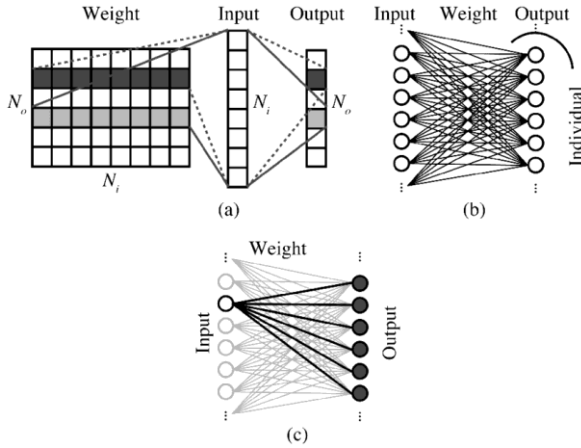 Weight Input Output
N_o N_i N_o
N_i
(a)
Input Weight Output
...
...
Individual
...
...
(b)
Weight
...
...
Input
Output
...
...
(c)